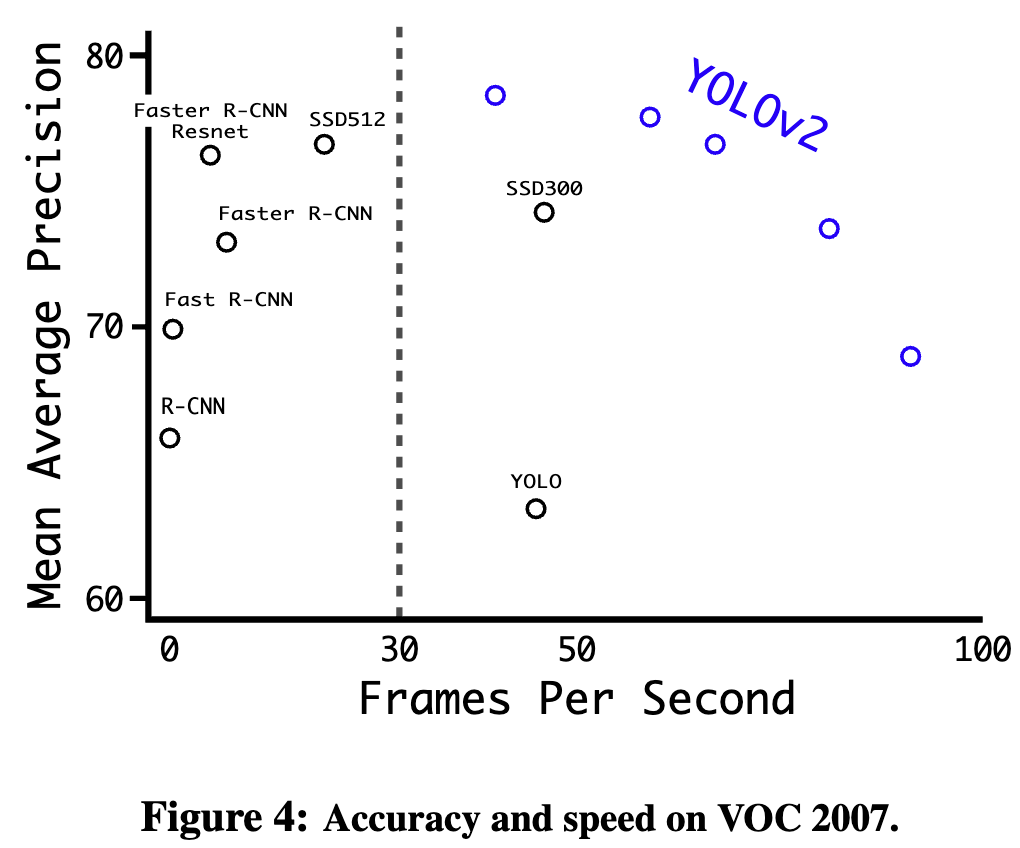 Mean Average Precision
80
70
60
Faster R-CNN
Resnet
SSD512
YOLOv2
SSD300
Faster R-CNN
Fast R-CNN
R-CNN
YOLO
0 30 50 100
Frames Per Second
Figure 4: Accuracy and speed on VOC 2007.